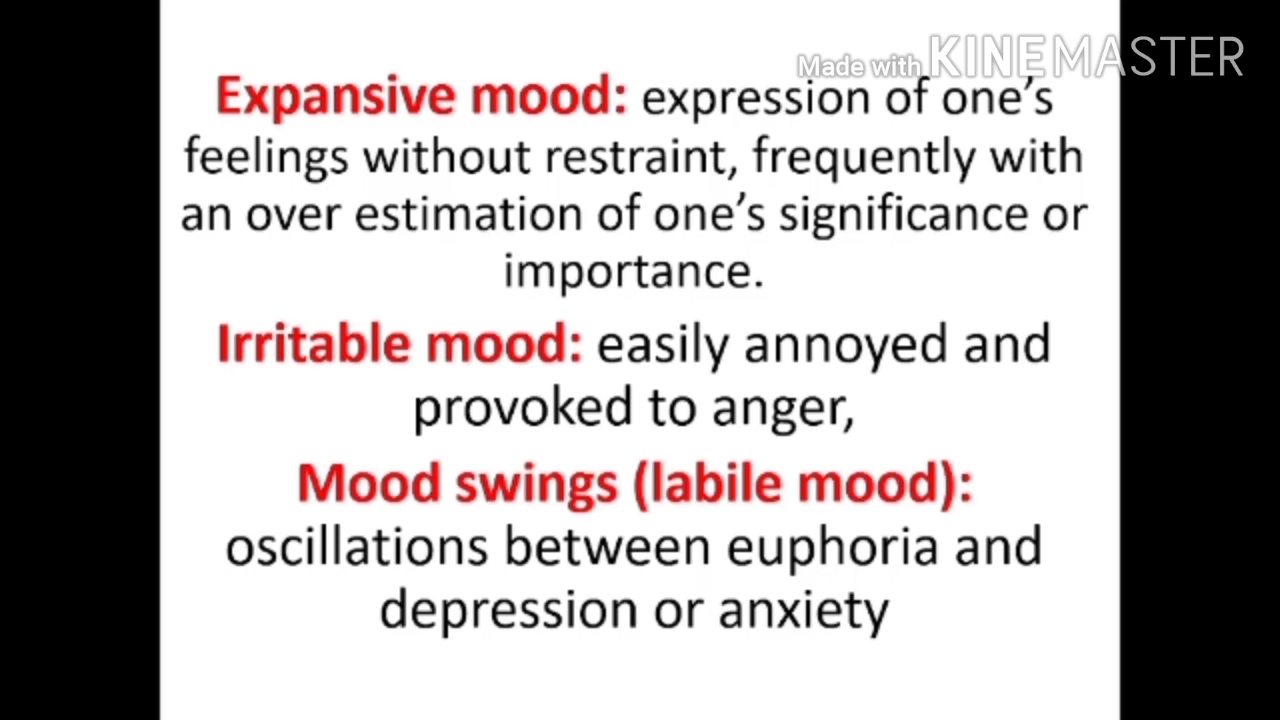 Made with KINEMASTER
Expansive mood: expression of one’s
feelings without restraint, frequently with
an over estimation of one’s significance or
importance.
Irritable mood: easily annoyed and
provoked to anger,
Mood swings (labile mood):
oscillations between euphoria and
depression or anxiety